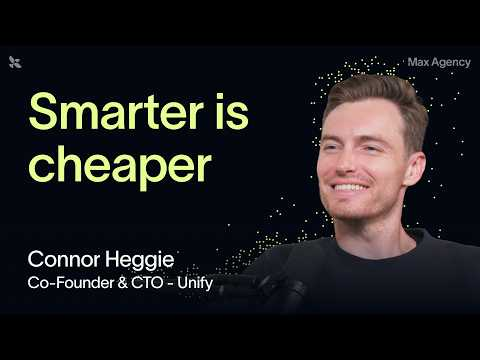 Max Agency
Smarter is
cheaper
Connor Heggie
Co-Founder & CTO - Unify